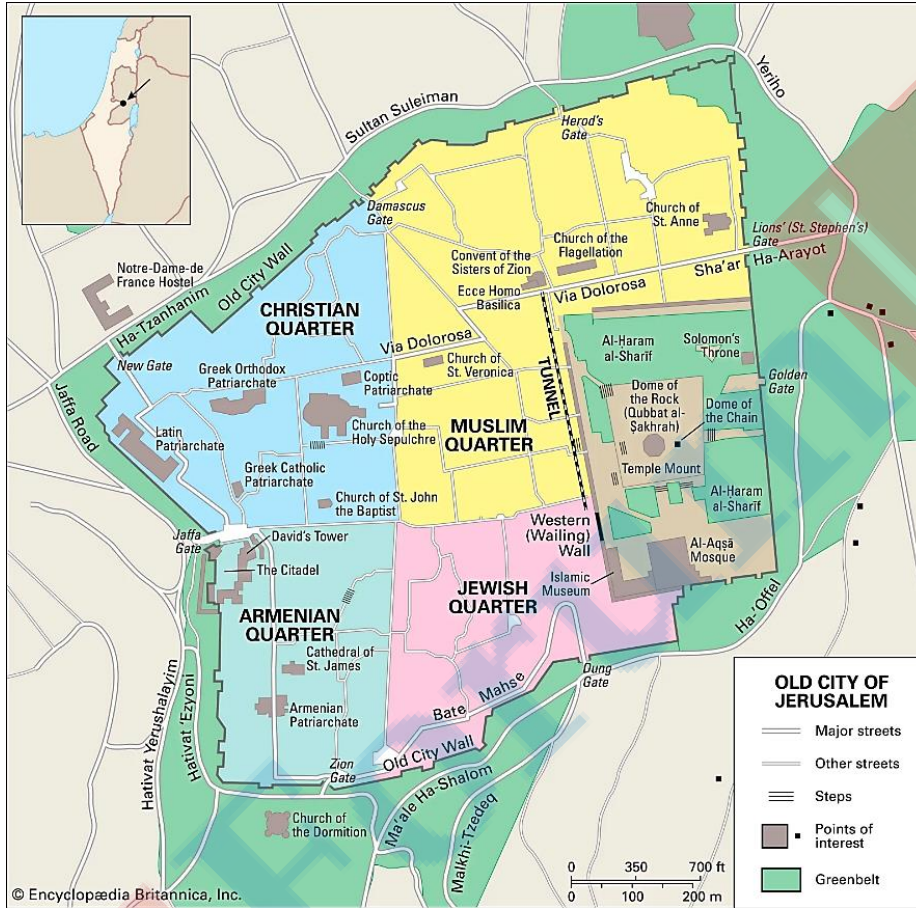 Sultan Suleiman
Yeriho
Herod's
Gate
Damascus
Gate
Church of
St. Anne
Lions' (St. Stephen's)
Gate
Sha'ar Ha-Arayot
Notre-Dame-de
France Hostel
Ha-Tzanhanim
Old City Wall
Convent of the
Sisters of Zion
Church of the
Flagellation
Ecce Homo
Basilica
Via Dolorosa
CHRISTIAN
QUARTER
Via Dolorosa
New Gate
Jaffa Road
Greek Orthodox
Patriarchate
Coptic
Patriarchate
Church of
St. Veronica
TUNNEL
Al-Ḥaram
al-Sharīf
Solomon's
Throne
Golden
Gate
Dome of
the Rock
(Qubbat al-
Ṣakhrah)
Dome of
the Chain
Temple Mount
Latin
Patriarchate
Church of the
Holy Sepulchre
MUSLIM
QUARTER
Greek Catholic
Patriarchate
Church of St. John
the Baptist
Al-Ḥaram
al-Sharīf
Western
(Wailing)
Wall
Al-Aqṣā
Mosque
Islamic
Museum
Jaffa
Gate
David's Tower
The Citadel
JEWISH
QUARTER
ARMENIAN
QUARTER
Cathedral of
St. James
Armenian
Patriarchate
Ha-'Offel
Dung
Gate
Bate Mahse
Old City Wall
Zion
Gate
Hativat Yerushalayim
Hativat 'Ezyoni
Church of
the Dormition
Ma'ale Ha-Shalom
Malkhi-Tzedeq
OLD CITY OF
JERUSALEM
Major streets
Other streets
Steps
Points of
interest
Greenbelt
0 350 700 ft
0 100 200 m
© Encyclopædia Britannica, Inc.